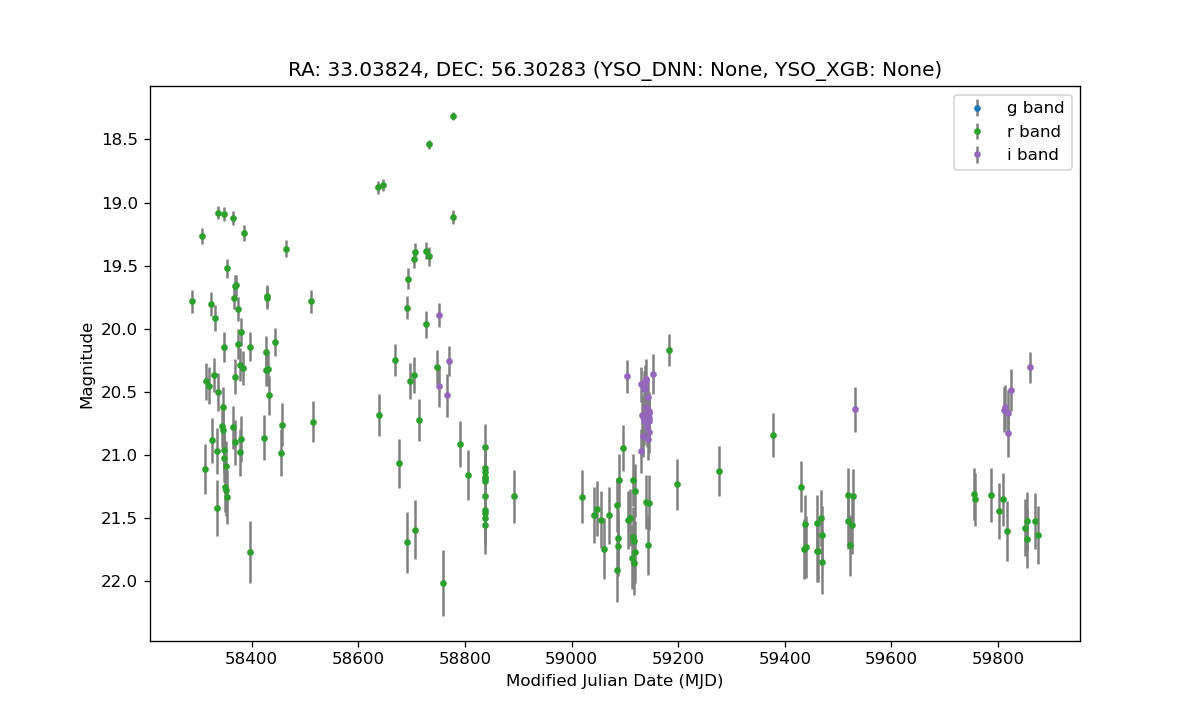 RA: 33.03824, DEC: 56.30283 (YSO_DNN: None, YSO_XGB: None)
g band
r band
i band
18.5
19.0
19.5
20.0
20.5
21.0
21.5
22.0
Magnitude
58400
58600
58800
59000
59200
59400
59600
59800
Modified Julian Date (MJD)